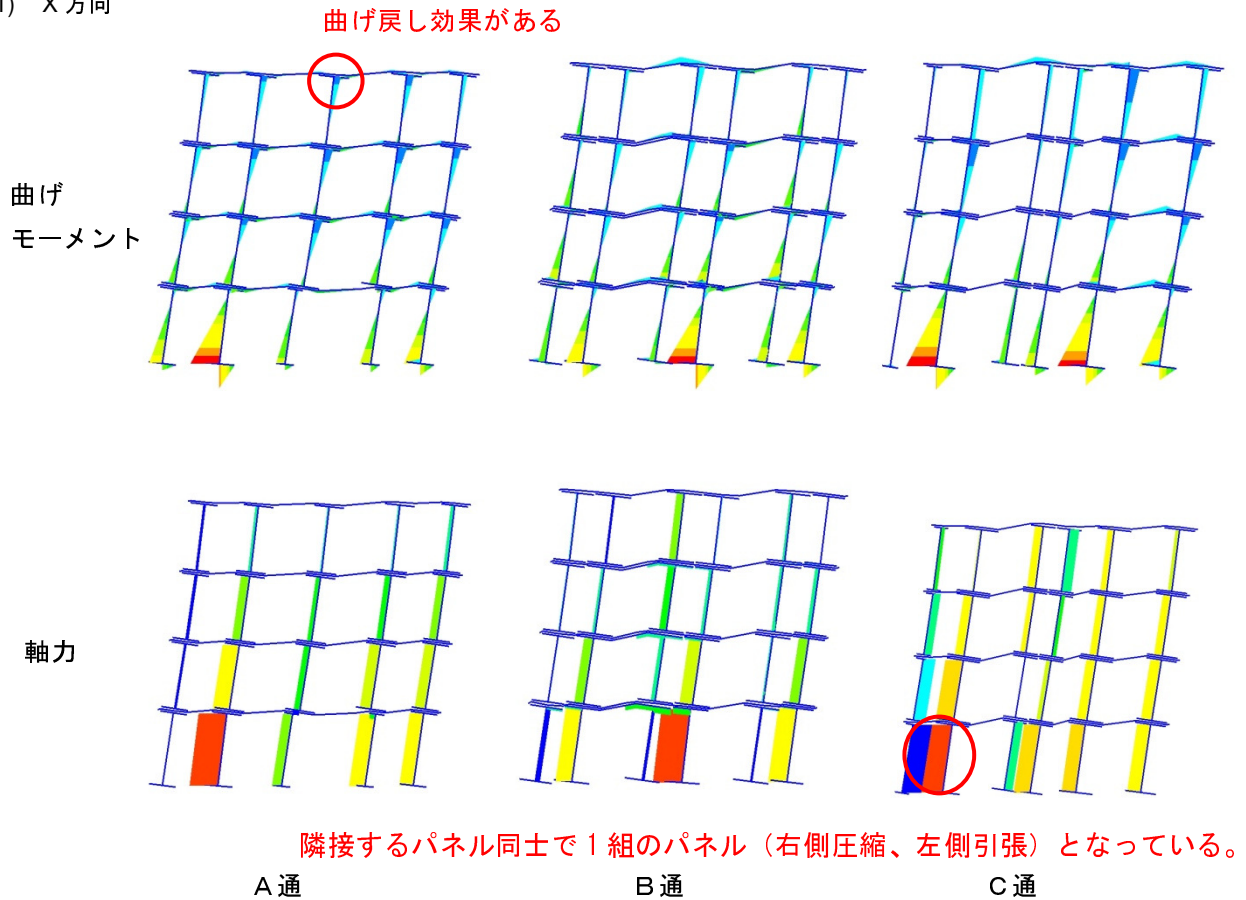 X方向
曲げ戻し効果がある
曲げ
モーメント
軸力
隣接するパネル同士で1組のパネル（右側圧縮、左側引張）となっている。
A通
B通
C通